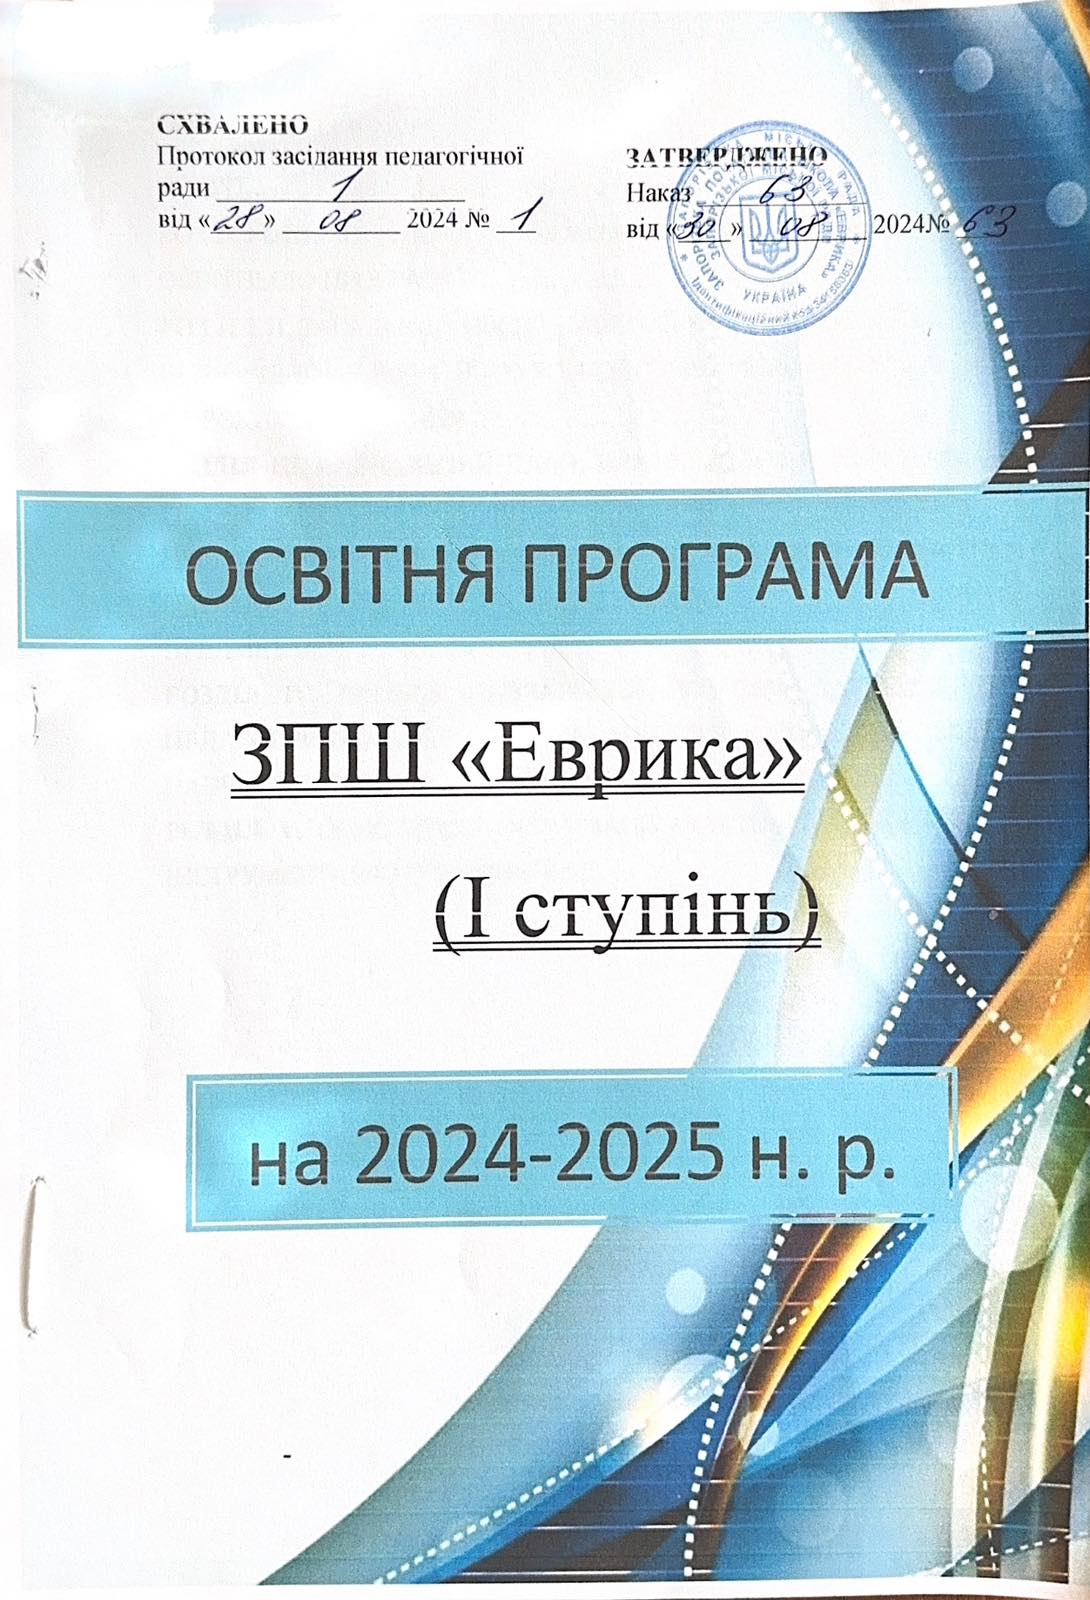 СХВАЛЕНО
Протокол засідання педагогічної
ради 1
від «28» 08 2024 № 1
ЗАТВЕРДЖЕНО
Наказ 63
від «30» 08 2024№ 63
УКРАЇНА
ОСВІТНЯ ПРОГРАМА
ЗПШ «Еврика»
(І ступінь)
на 2024-2025 н. р.